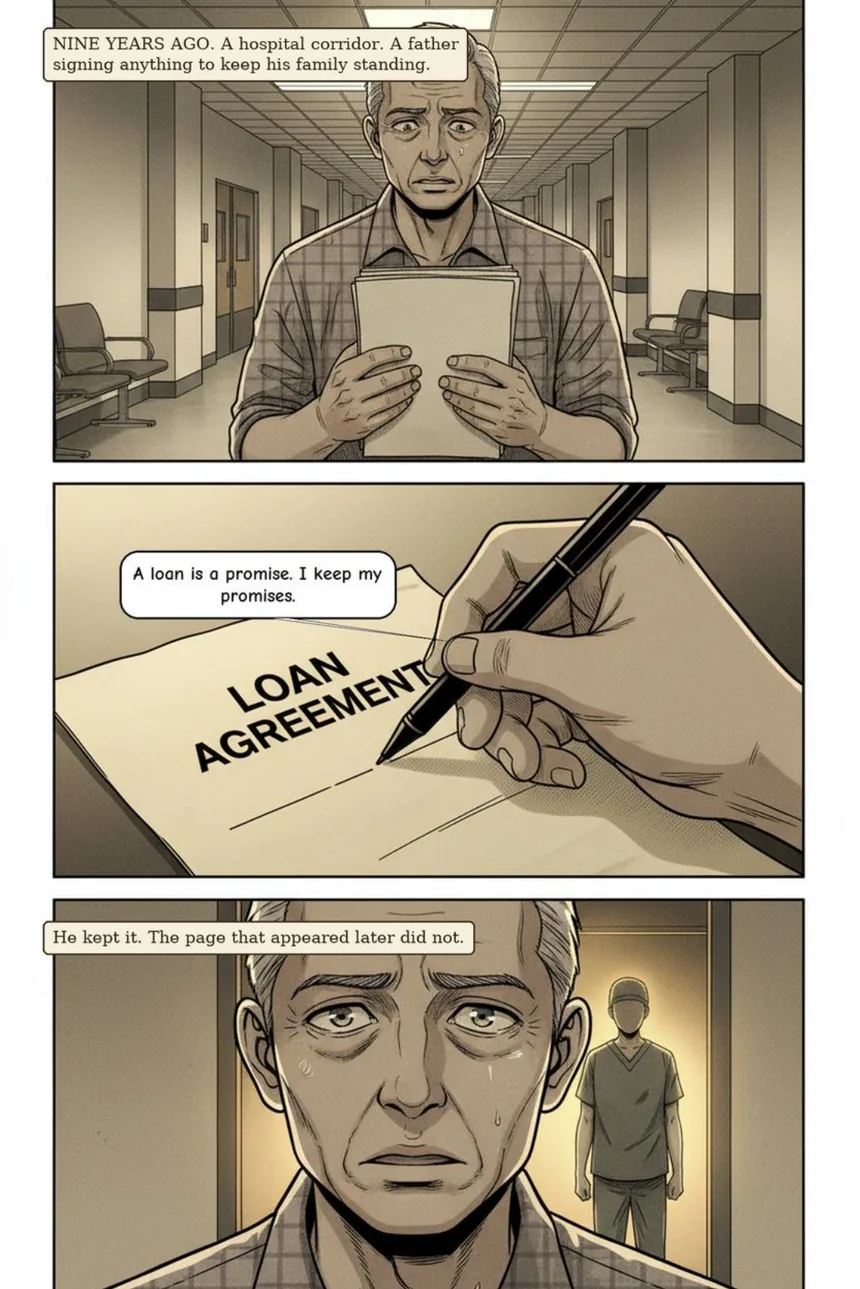 NINE YEARS AGO. A hospital corridor. A father
signing anything to keep his family standing.
A loan is a promise. I keep my
promises.
LOAN
AGREEMENT
He kept it. The page that appeared later did not.